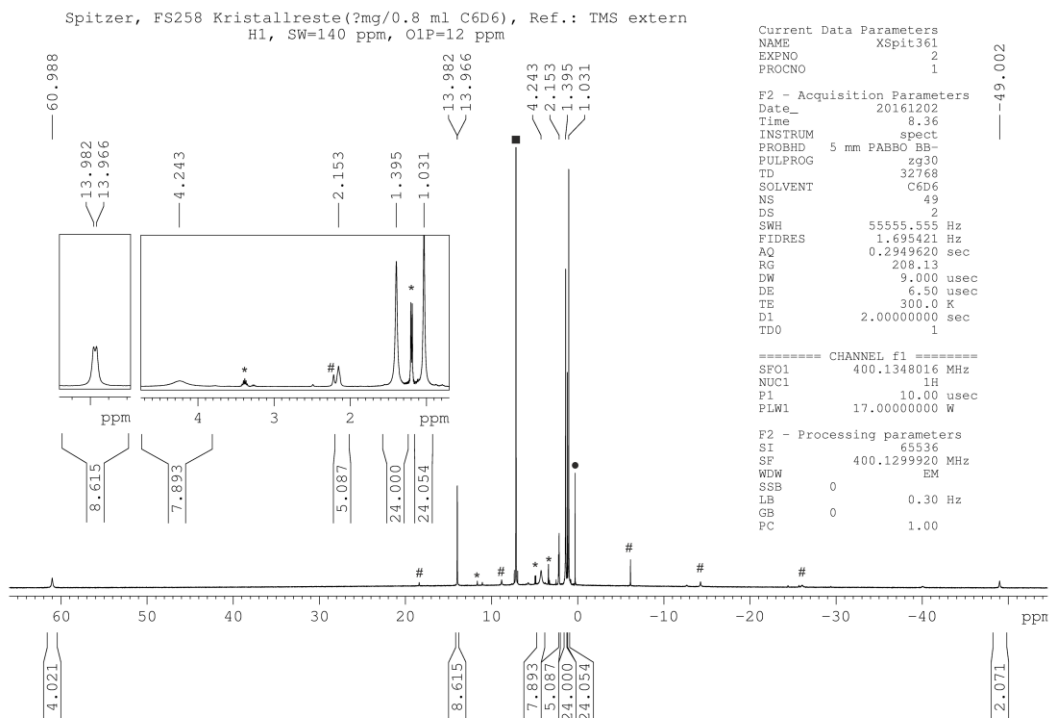 Spitzer, FS258 Kristallreste(?mg/0.8 ml C6D6), Ref.: TMS extern
H1, SW=140 ppm, O1P=12 ppm
60.988
13.982
13.966
4.243
2.153
1.395
1.031
-49.002
13.982
13.966
4.243
2.153
1.395
1.031
*
#
*
ppm
4
3
2
ppm
8.615
7.893
5.087
24.000
24.054
Current Data Parameters
NAME XSpit361
EXPNO 2
PROCNO 1
F2 - Acquisition Parameters
Date_ 20161202
Time 8.36
INSTRUM spect
PROBHD 5 mm PABBO BB-
PULPROG zg30
TD 32768
SOLVENT C6D6
NS 49
DS 2
SWH 55555.555 Hz
FIDRES 1.695421 Hz
AQ 0.2949620 sec
RG 208.13
DW 9.000 usec
DE 6.50 usec
TE 300.0 K
D1 2.00000000 sec
TD0 1
======== CHANNEL f1 ========
SFO1 400.1348016 MHz
NUC1 1H
P1 10.00 usec
PLW1 17.00000000 W
F2 - Processing parameters
SI 65536
SF 400.1299920 MHz
WDW EM
SSB 0
LB 0.30 Hz
GB 0
PC 1.00
# * # * * # # #
60 50 40 30 20 10 0 -10 -20 -30 -40 ppm
4.021
8.615
7.893
5.087
24.000
24.054
2.071